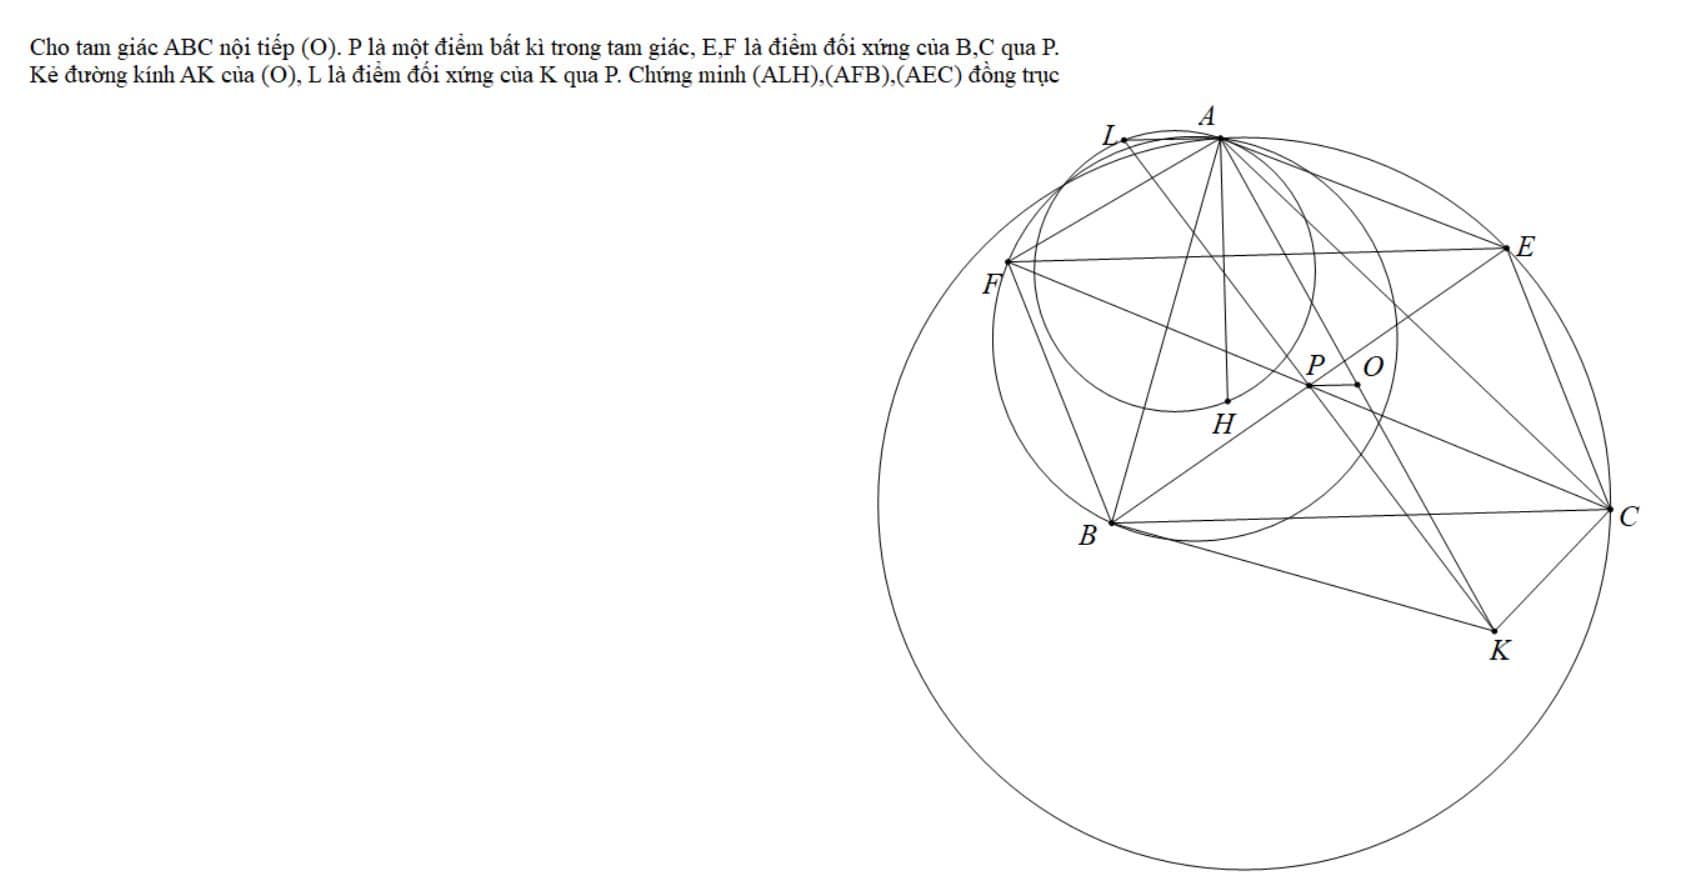 Cho tam giác ABC nội tiếp (O). P là một điểm bất kì trong tam giác, E,F là điểm đối xứng của B,C qua P.
Kẻ đường kính AK của (O), L là điểm đối xứng của K qua P. Chứng minh (ALH),(AFB),(AEC) đồng trục
A
L
E
F
P
O
H
B
C
K